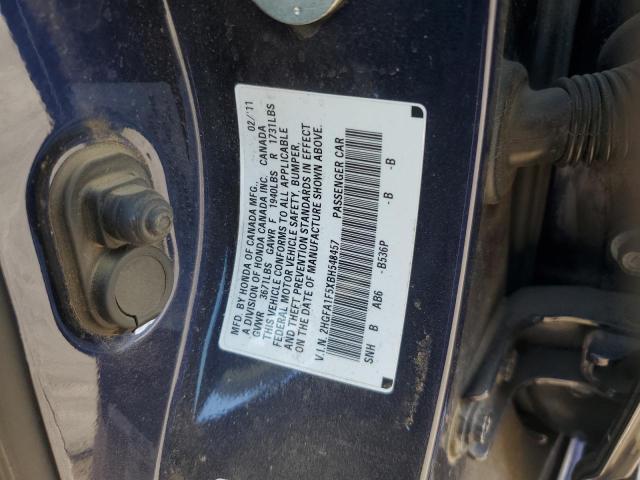 MFD. BY HONDA OF CANADA MFG. 02/'11
A DIVISION OF HONDA CANADA INC. CANADA
GVWR 3671LBS GAWR F 1940LBS R 1731LBS
THIS VEHICLE CONFORMS TO ALL APPLICABLE
FEDERAL MOTOR VEHICLE SAFETY, BUMPER,
AND THEFT PREVENTION STANDARDS IN EFFECT
ON THE DATE OF MANUFACTURE SHOWN ABOVE.
V.I.N. 2HGFA1F5XBH548457 PASSENGER CAR
SNH B AB6 -B536P -B -B